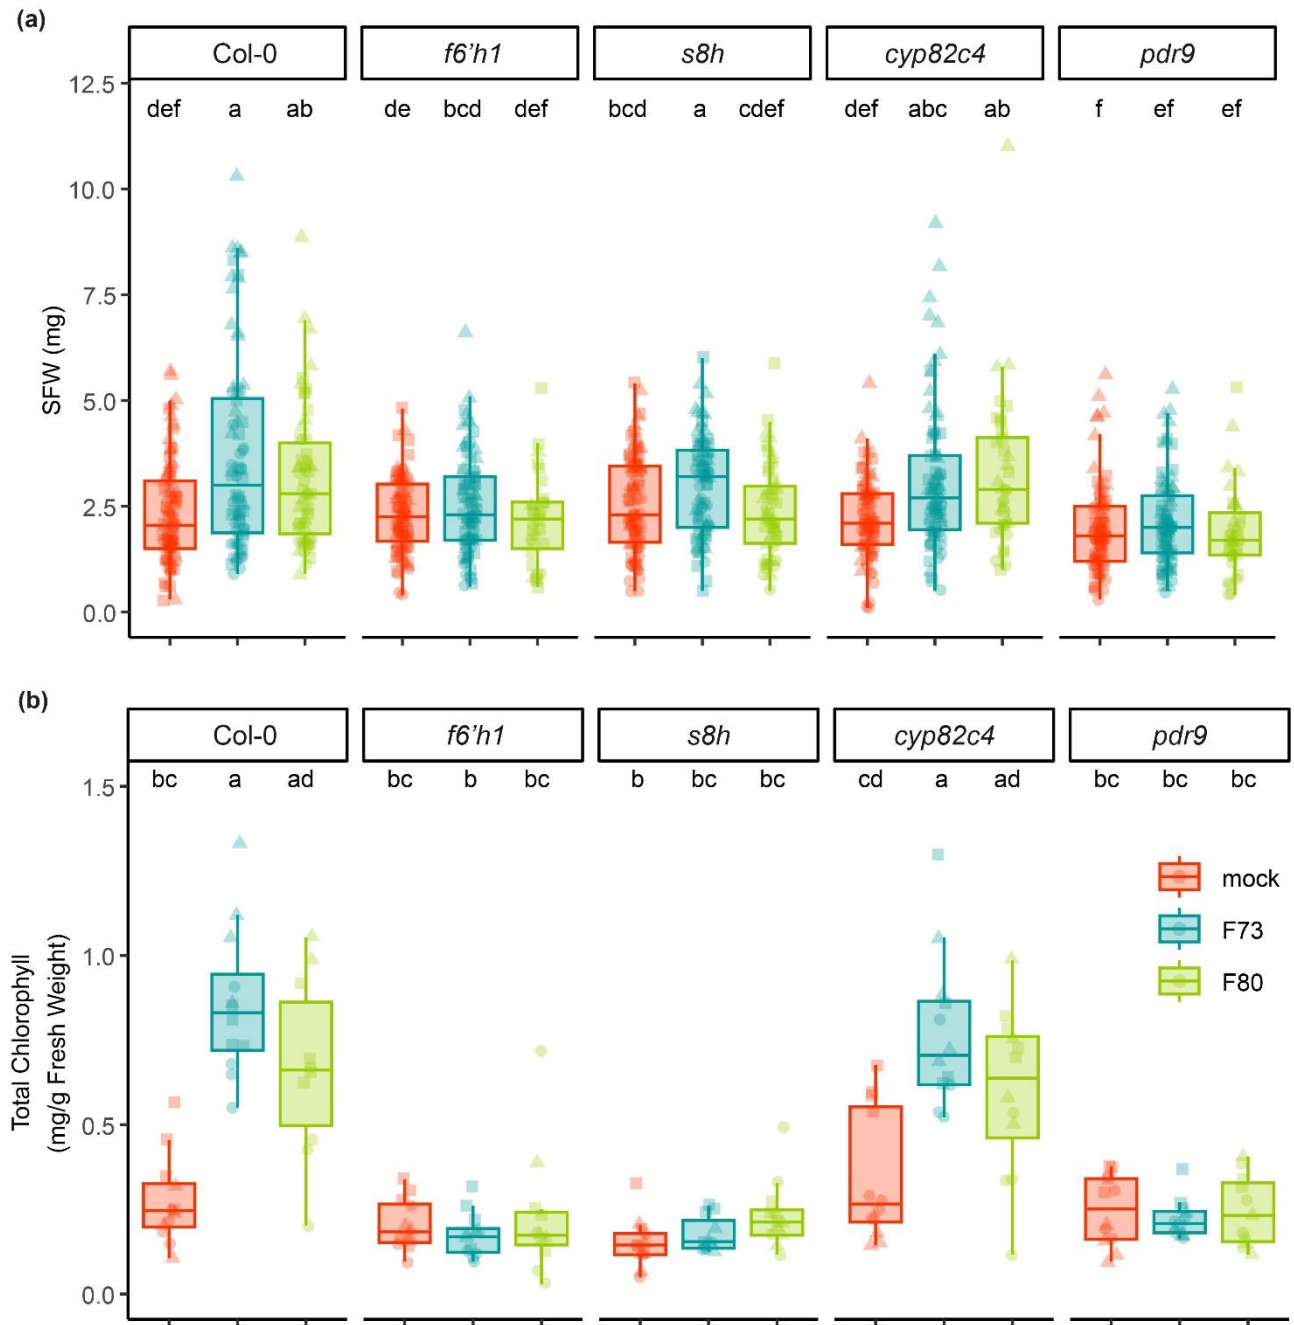 (a)
Col-0 f6'h1 s8h cyp82c4 pdr9
12.5
def a ab de bcd def bcd a cdef def abc ab f ef ef
10.0
7.5
SFW (mg)
5.0
2.5
0.0
(b)
Col-0 f6'h1 s8h cyp82c4 pdr9
1.5
bc a ad bc b bc b bc bc cd a ad bc bc bc
mock
F73
F80
1.0
Total Chlorophyll
(mg/g Fresh Weight)
0.5
0.0